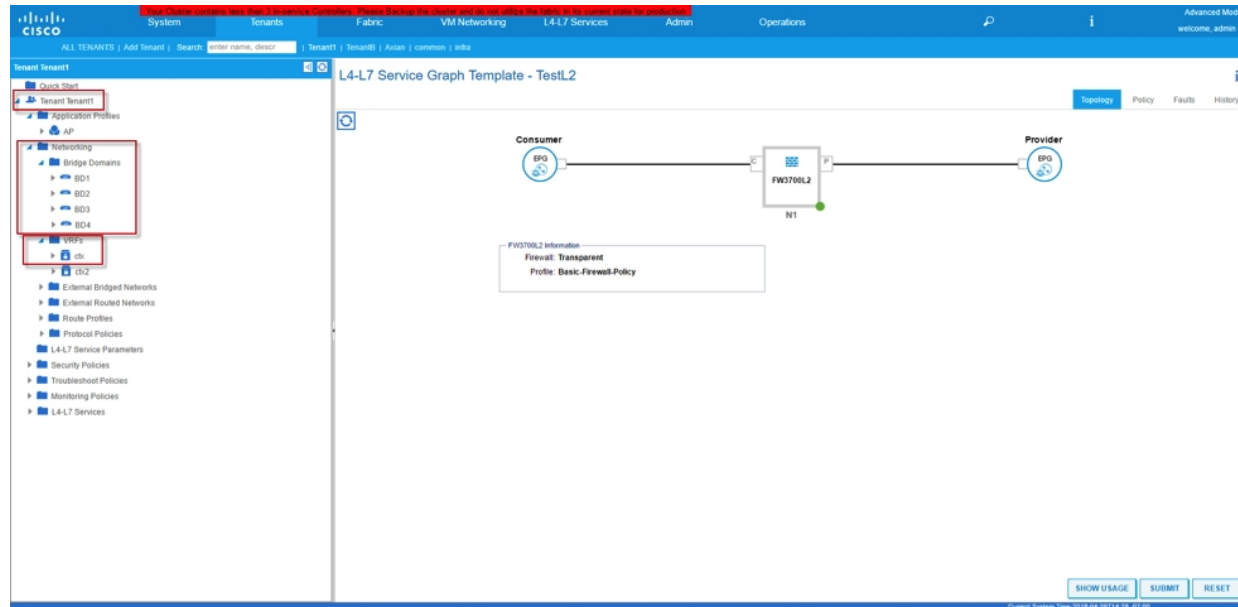 Your Cluster contains less than 3 in-service Controllers. Please Backup the cluster and do not utilize the fabric in its current state for production.
CISCO
System Tenants Fabric VM Networking L4-L7 Services Admin Operations i
Advanced Mod
welcome, admin
ALL TENANTS | Add Tenant | Search: enter name, descr | Tenant1 | TenantB | Asian | common | infra
Tenant Tenant1
Quick Start
Tenant Tenant1
Application Profiles
AP
Networking
Bridge Domains
BD1
BD2
BD3
BD4
VRFs
ctx
ctx2
External Bridged Networks
External Routed Networks
Route Profiles
Protocol Policies
L4-L7 Service Parameters
Security Policies
Troubleshoot Policies
Monitoring Policies
L4-L7 Services
L4-L7 Service Graph Template - TestL2
i
Topology Policy Faults History
Consumer
EPG
C
P
FW3700L2
N1
Provider
EPG
FW3700L2 Information
Firewall: Transparent
Profile: Basic-Firewall-Policy
SHOW USAGE SUBMIT RESET
Current System Time